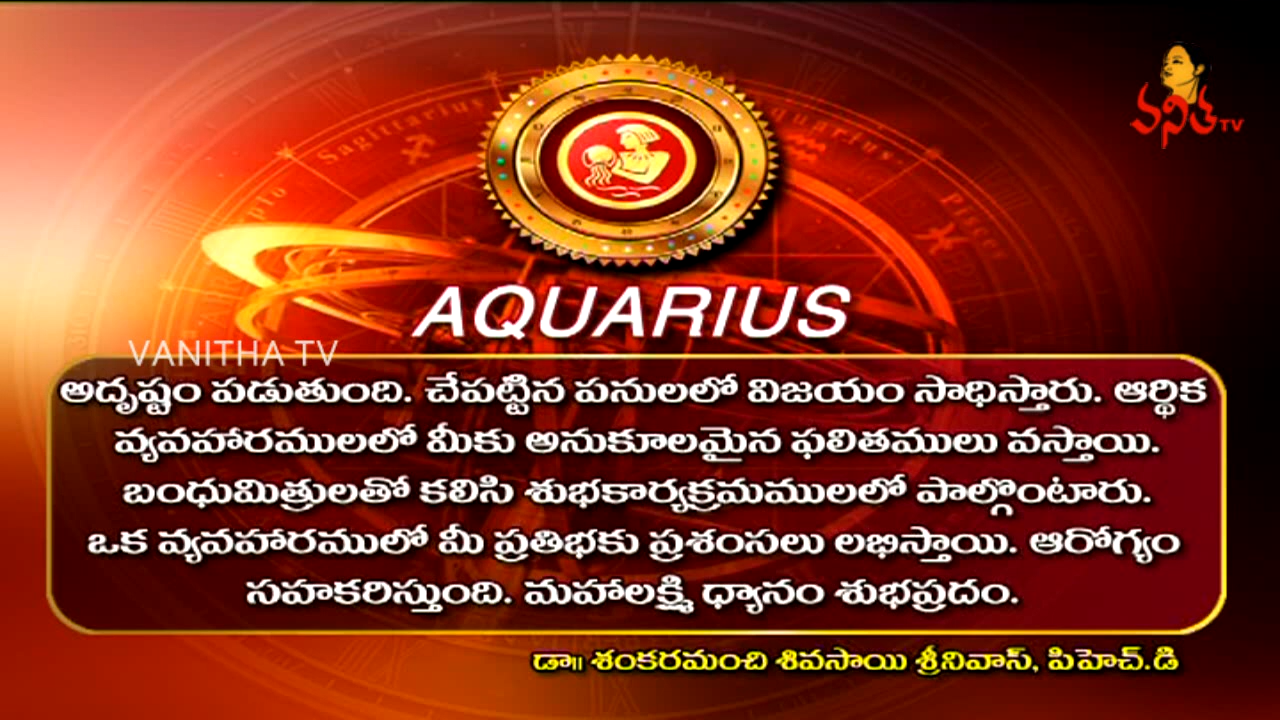 వనిత TV
Sagittarius
Aquarius
AQUARIUS
VANITHA TV
అదృష్టం పడుతుంది. చేపట్టిన పనులలో విజయం సాధిస్తారు. ఆర్థిక
వ్యవహారములలో మీకు అనుకూలమైన ఫలితములు వస్తాయి.
బంధుమిత్రులతో కలిసి శుభకార్యక్రమములలో పాల్గొంటారు.
ఒక వ్యవహారములో మీ ప్రతిభకు ప్రశంసలు లభిస్తాయి. ఆరోగ్యం
సహకరిస్తుంది. మహాలక్ష్మి ధ్యానం శుభప్రదం.
డా॥ శంకరమంచి శివసాయి శ్రీనివాస్, పిహెచ్.డి